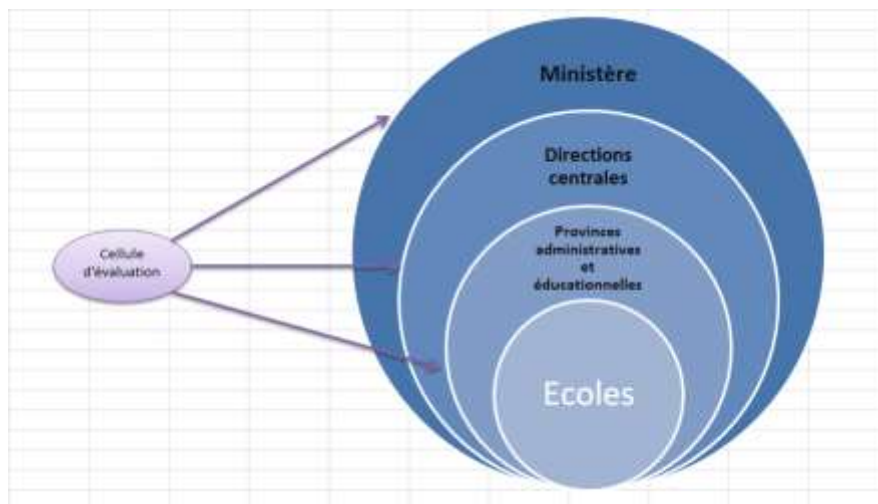 Ministère
Directions
centrales
Provinces
administratives
et
éducationnelles
Ecoles
Cellule
d'évaluation